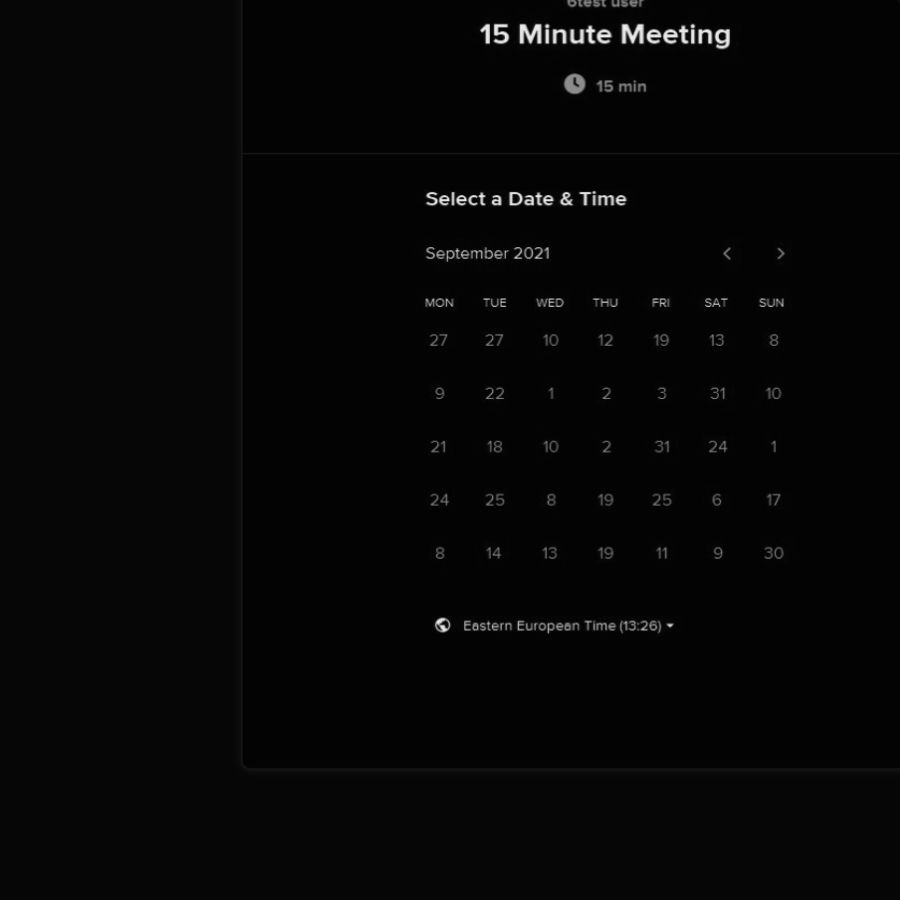 6test user
15 Minute Meeting
15 min
Select a Date & Time
September 2021
MON TUE WED THU FRI SAT SUN
27 27 10 12 19 13 8
9 22 1 2 3 31 10
21 18 10 2 31 24 1
24 25 8 19 25 6 17
8 14 13 19 11 9 30
Eastern European Time (13:26)